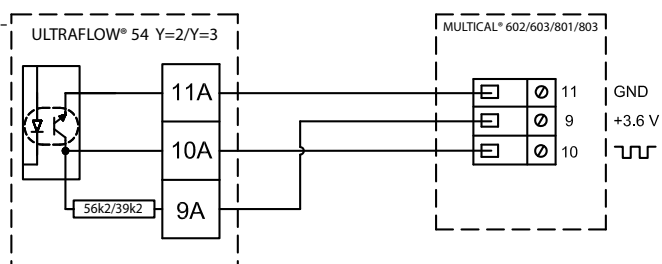 ULTRAFLOW® 54 Y=2/Y=3
MULTICAL® 602/603/801/803
11A
11 GND
9 +3.6 V
10A
10
56k2/39k2
9A